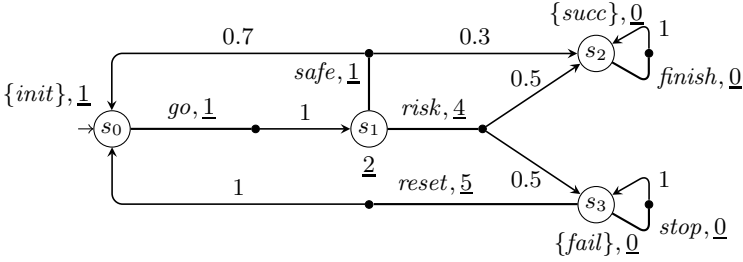 {succ}, 0
0.7
0.3
1
s₂
safe, 1
finish, 0
{init}, 1
0.5
go, 1
risk, 4
1
s₀
s₁
2
reset, 5
0.5
1
1
s₃
stop, 0
{fail}, 0